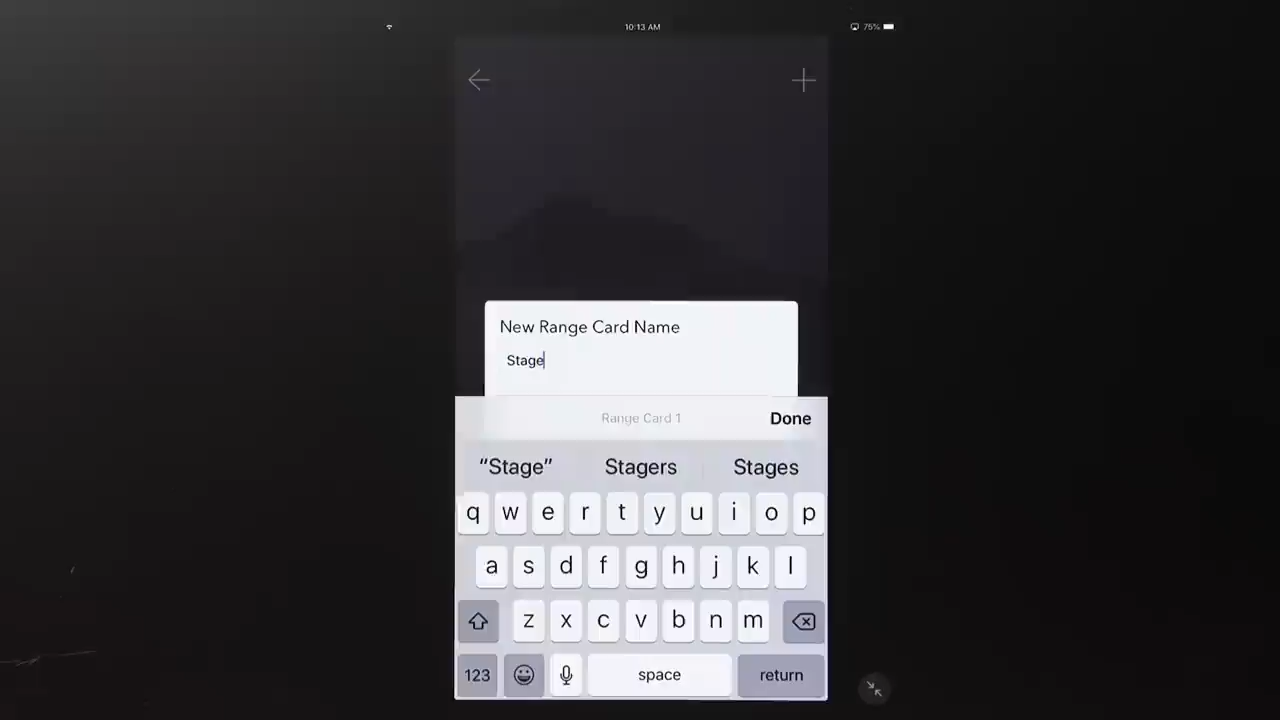 10:13 AM
75%
New Range Card Name
Stage
Range Card 1
Done
“Stage” Stagers Stages
q w e r t y u i o p
a s d f g h j k l
z x c v b n m
123 space return